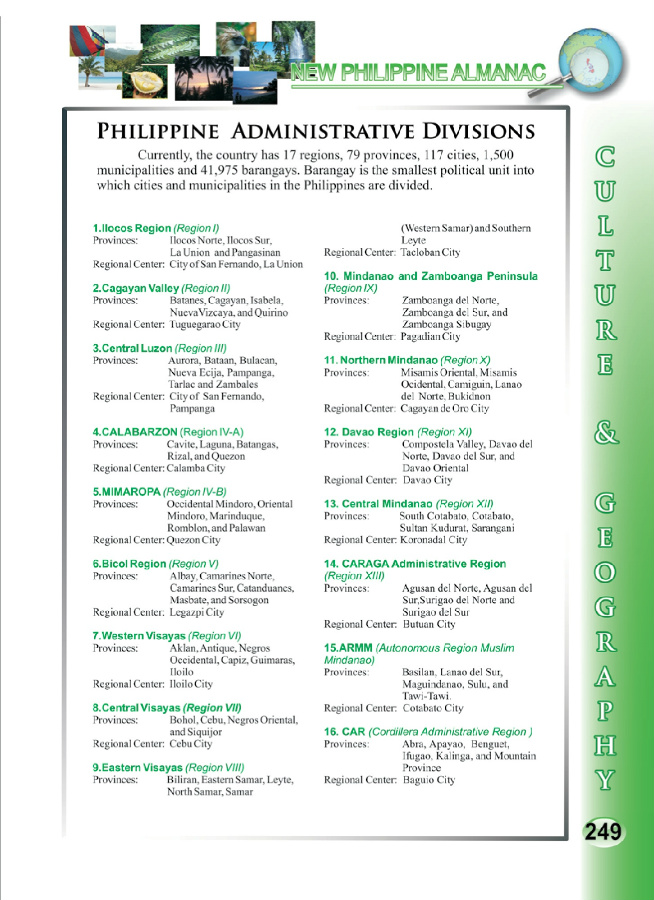 NEW PHILIPPINE ALMANAC
PHILIPPINE ADMINISTRATIVE DIVISIONS
Currently, the country has 17 regions, 79 provinces, 117 cities, 1,500
municipalities and 41,975 barangays. Barangay is the smallest political unit into
which cities and municipalities in the Philippines are divided.
1.Ilocos Region (Region I)
Provinces: Ilocos Norte, Ilocos Sur,
La Union and Pangasinan
Regional Center: City of San Fernando, La Union
2.Cagayan Valley (Region II)
Provinces: Batanes, Cagayan, Isabela,
NuevaVizcaya, and Quirino
Regional Center: Tuguegarao City
3.Central Luzon (Region III)
Provinces: Aurora, Bataan, Bulacan,
Nueva Ecija, Pampanga,
Tarlac and Zambales
Regional Center: City of San Fernando,
Pampanga
4.CALABARZON (Region IV-A)
Provinces: Cavite, Laguna, Batangas,
Rizal, and Quezon
Regional Center: Calamba City
5.MIMAROPA (Region IV-B)
Provinces: Occidental Mindoro, Oriental
Mindoro, Marinduque,
Romblon, and Palawan
Regional Center: Quezon City
6.Bicol Region (Region V)
Provinces: Albay, Camarines Norte,
Camarines Sur, Catanduancs,
Masbate, and Sorsogon
Regional Center: Legazpi City
7.Western Visayas (Region VI)
Provinces: Aklan, Antique, Negros
Occidental, Capiz, Guimaras,
Iloilo
Regional Center: Iloilo City
8.Central Visayas (Region VII)
Provinces: Bohol, Cebu, Negros Oriental,
and Siquijor
Regional Center: Cebu City
9.Eastern Visayas (Region VIII)
Provinces: Biliran, Eastern Samar, Leyte,
North Samar, Samar
(Western Samar) and Southern
Leyte
Regional Center: Tacloban City
10. Mindanao and Zamboanga Peninsula
(Region IX)
Provinces: Zamboanga del Norte,
Zamboanga del Sur, and
Zamboanga Sibugay
Regional Center: Pagadian City
11. Northern Mindanao (Region X)
Provinces: Misamis Oriental, Misamis
Ocidental, Camiguin, Lanao
del Norte, Bukidnon
Regional Center: Cagayan de Oro City
12. Davao Region (Region XI)
Provinces: Compostela Valley, Davao del
Norte, Davao del Sur, and
Davao Oriental
Regional Center: Davao City
13. Central Mindanao (Region XII)
Provinces: South Cotabato, Cotabato,
Sultan Kudurat, Sarangani
Regional Center: Koronadal City
14. CARAGA Administrative Region
(Region XIII)
Provinces: Agusan del Norte, Agusan del
Sur,Surigao del Norte and
Surigao del Sur
Regional Center: Butuan City
15.ARMM (Autonomous Region Muslim
Mindanao)
Provinces: Basilan, Lanao del Sur,
Maguindanao, Sulu, and
Tawi-Tawi.
Regional Center: Cotabato City
16. CAR (Cordillera Administrative Region )
Provinces: Abra, Apayao, Benguet,
Ifugao, Kalinga, and Mountain
Province
Regional Center: Baguio City
CULTURE & GEOGRAPHY
249